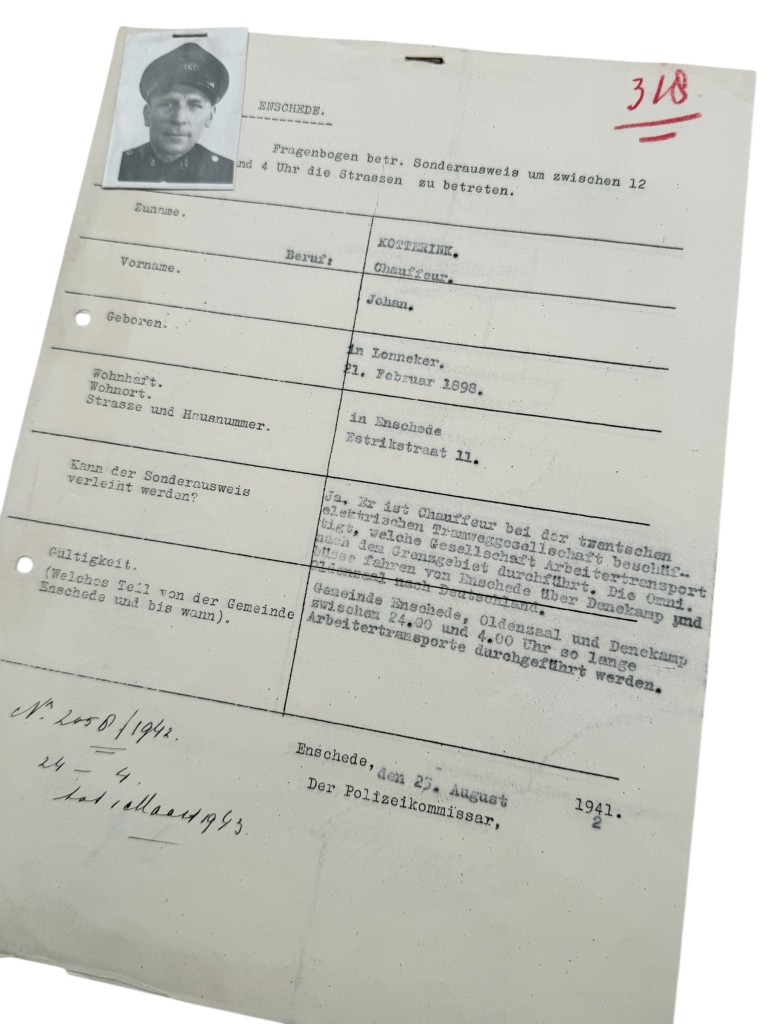 318
ENSCHEDE.
Fragenbogen betr. Sonderausweis um zwischen 12
nd 4 Uhr die Straszen zu betreten.
Zuname.
KOTTERINK.
Beruf:
Chauffeur.
Vorname.
Johan.
Geboren.
in Lonneker.
21. Februar 1898.
Wohnhaft.
Wohnort.
Strasze und Hausnummer.
in Enschede
Estrikstraat 11.
Kann der Sonderausweis
verleiht werden?
Ja. Er ist Chauffeur bei der twentschen
elektrischen Tramweggesellschaft beschäf-
tigt, welche Gesellschaft Arbeitertransport
nach dem Grenzgebiet durchführt. Die Omni.
büsse fahren von Enschede über Denekamp und
Oldenzaal nach Deutschland.
Gültigkeit.
(Welches Teil von der Gemeinde
Enschede und bis wann).
Gemeinde Enschede, Oldenzaal und Denekamp
zwischen 24.00 und 4.00 Uhr so lange
Arbeitertransporte durchgeführt werden.
No. 2058/1942.
24 – 4.
tot 1 Maart 1943.
Enschede, den 25. August 1941.
2
Der Polizeikommissar,